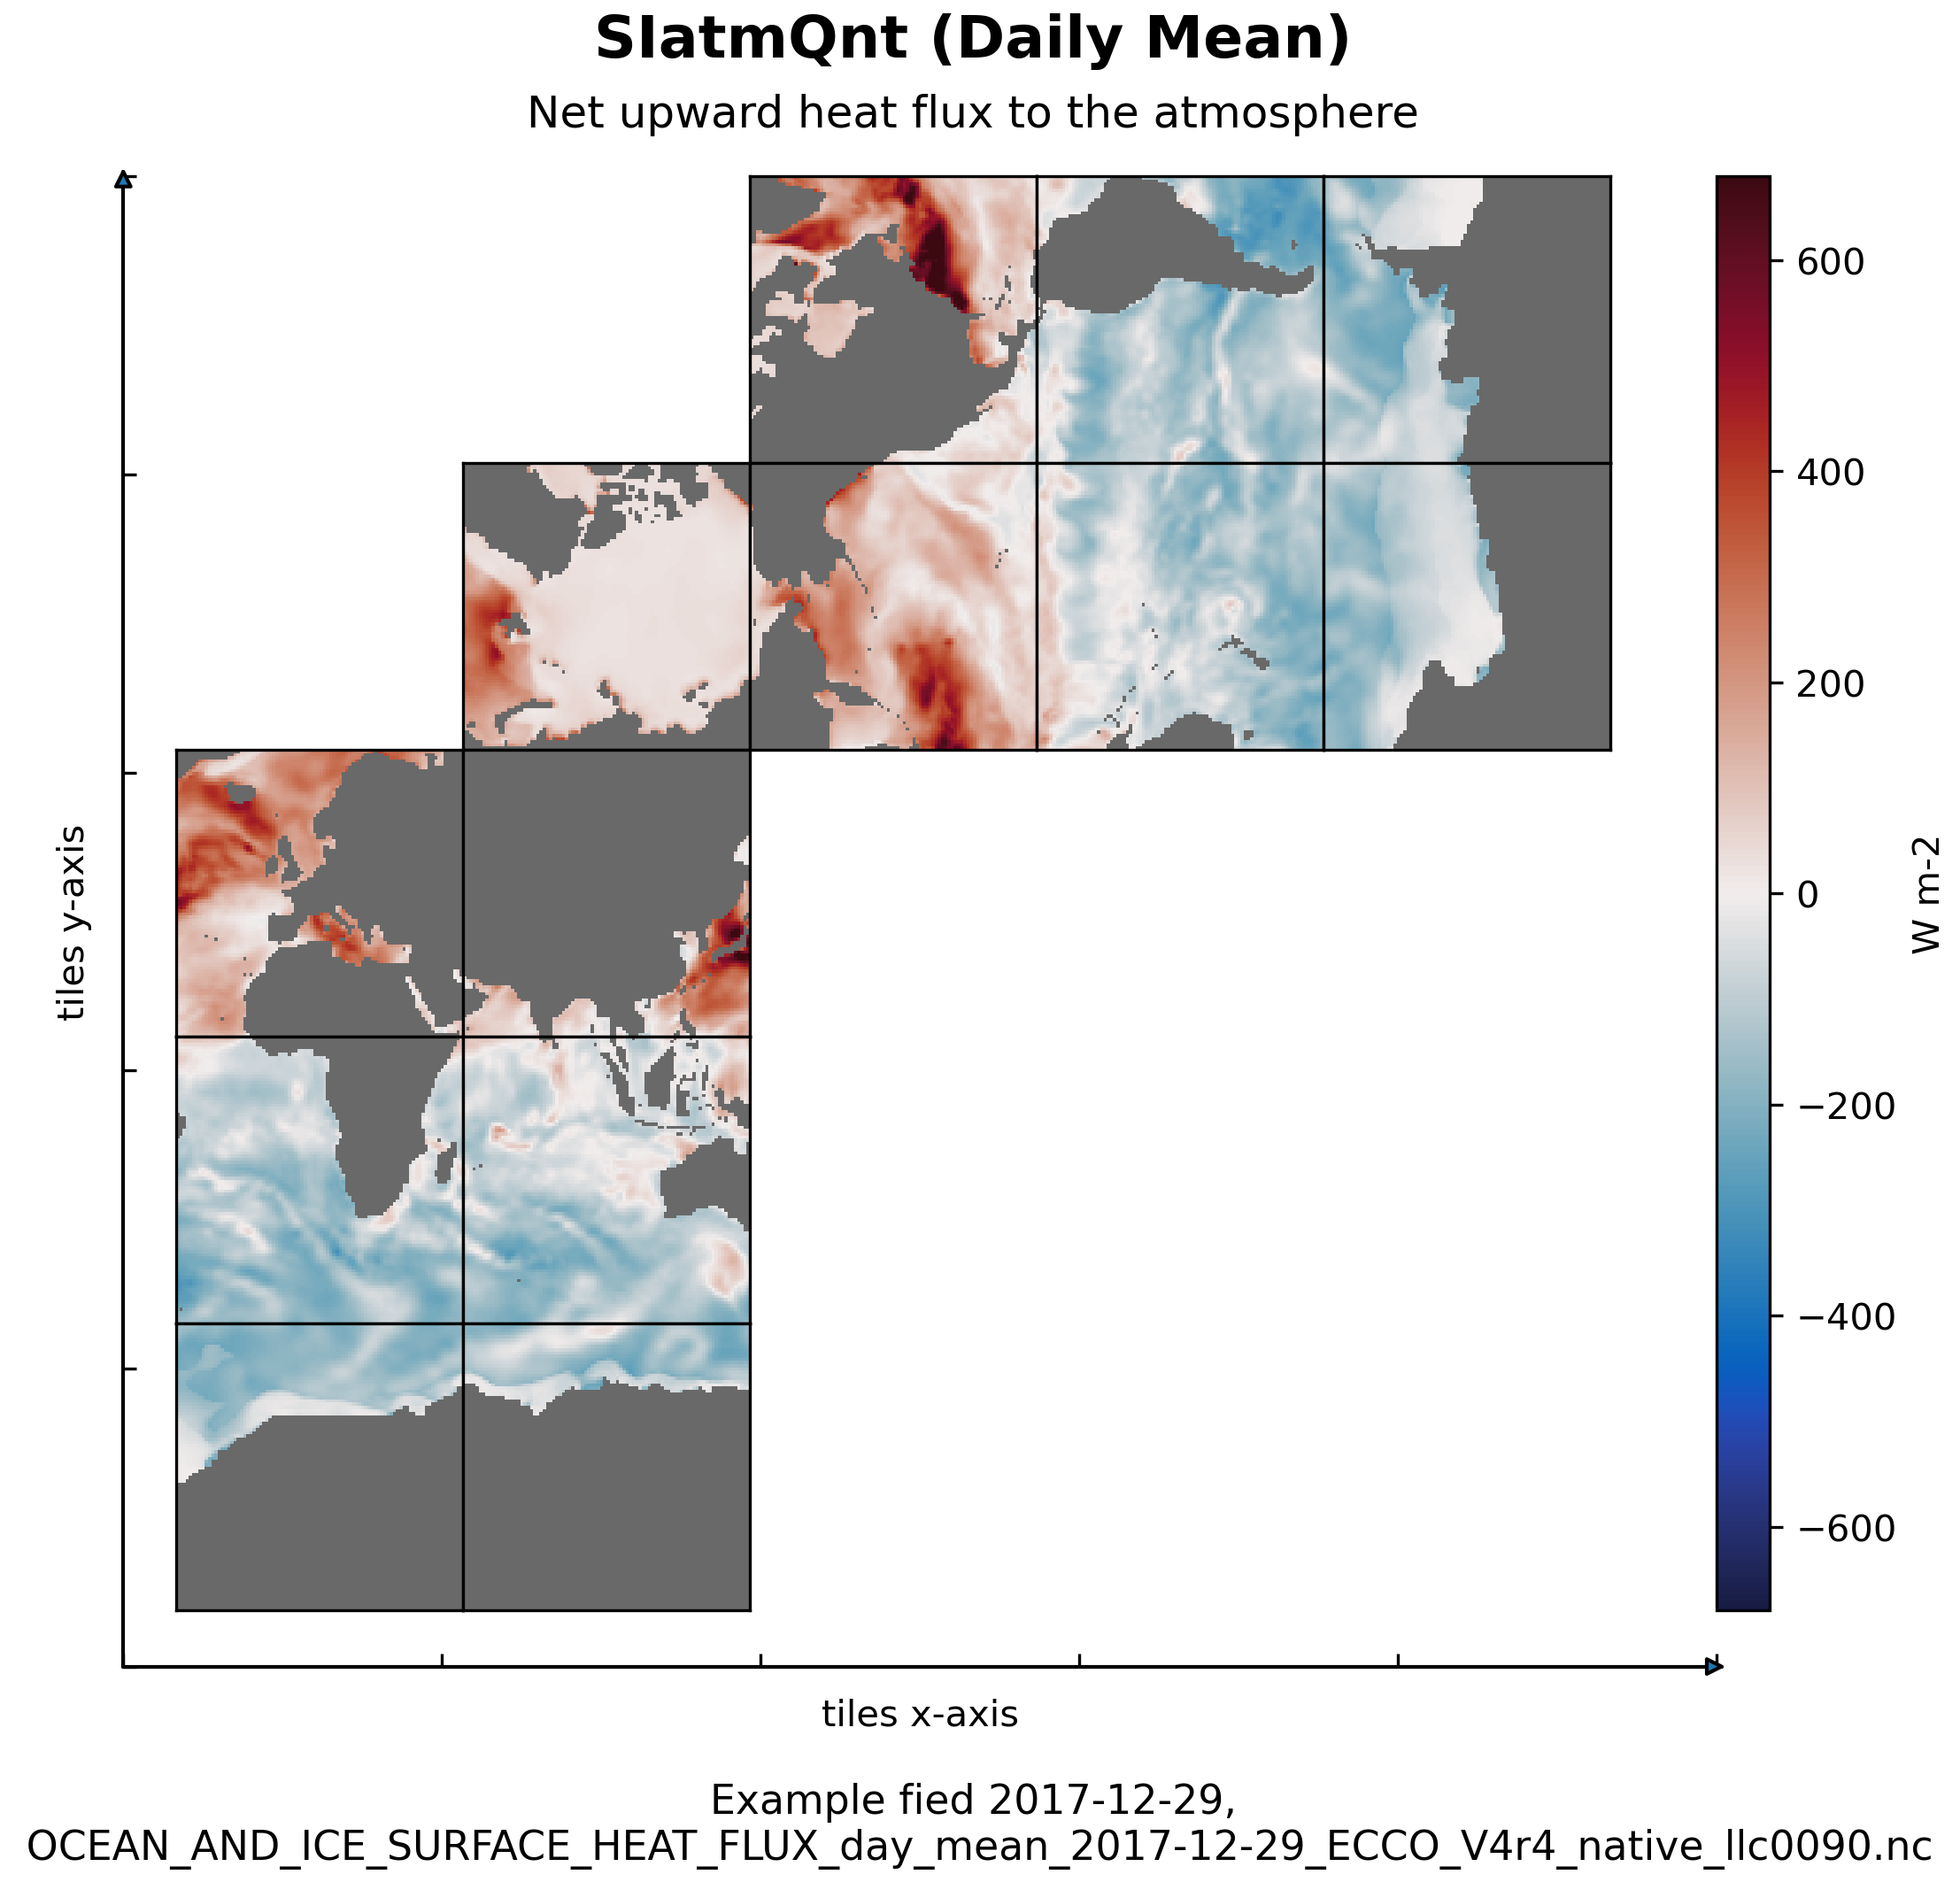 SIatmQnt (Daily Mean)
Net upward heat flux to the atmosphere
tiles y-axis
600
400
200
0
−200
−400
−600
W m-2
tiles x-axis
Example fied 2017-12-29,
OCEAN_AND_ICE_SURFACE_HEAT_FLUX_day_mean_2017-12-29_ECCO_V4r4_native_llc0090.nc